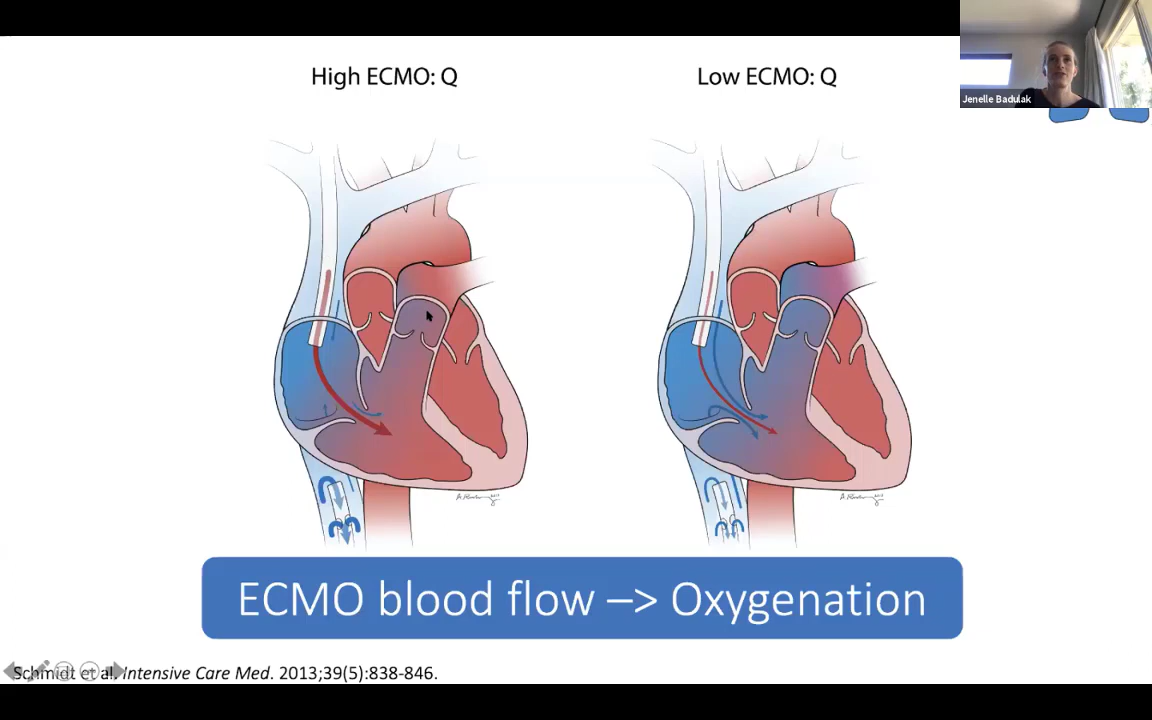 High ECMO: Q
Low ECMO: Q
Jenelle Badulak
ECMO blood flow –> Oxygenation
Schmidt et al. Intensive Care Med. 2013;39(5):838-846.